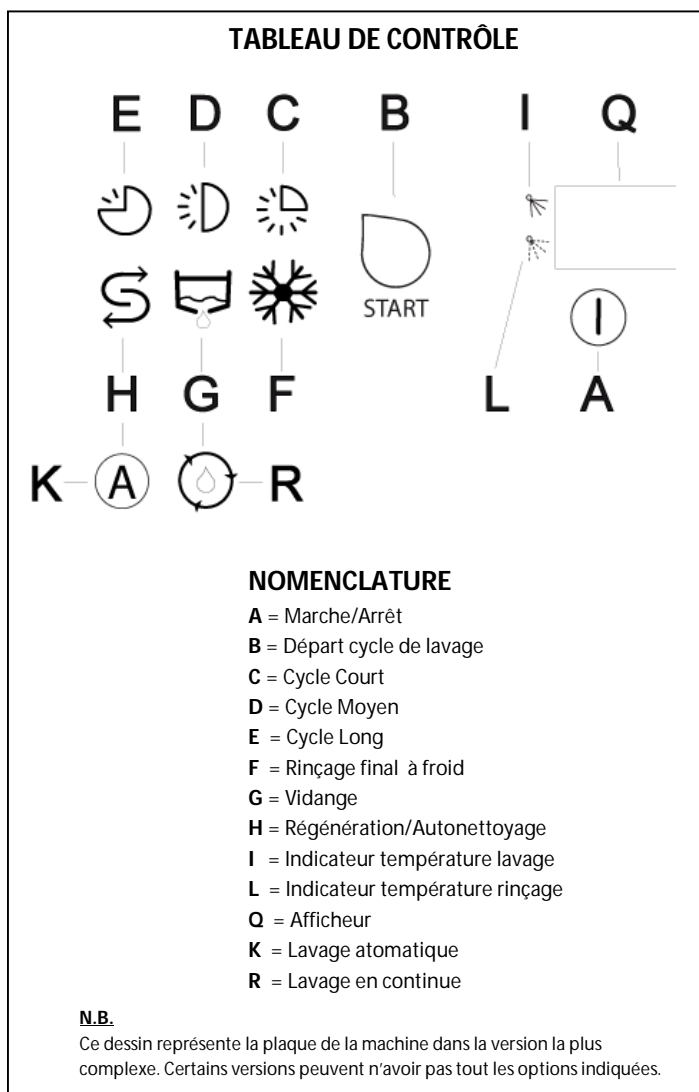 TABLEAU DE CONTRÔLE
E D C B I Q
START
H G F L A
K A R
NOMENCLATURE
A = Marche/Arrêt
B = Départ cycle de lavage
C = Cycle Court
D = Cycle Moyen
E = Cycle Long
F = Rinçage final à froid
G = Vidange
H = Régénération/Autonettoyage
I = Indicateur température lavage
L = Indicateur température rinçage
Q = Afficheur
K = Lavage atomatique
R = Lavage en continue
N.B.
Ce dessin représente la plaque de la machine dans la version la plus
complexe. Certains versions peuvent n'avoir pas tout les options indiquées.